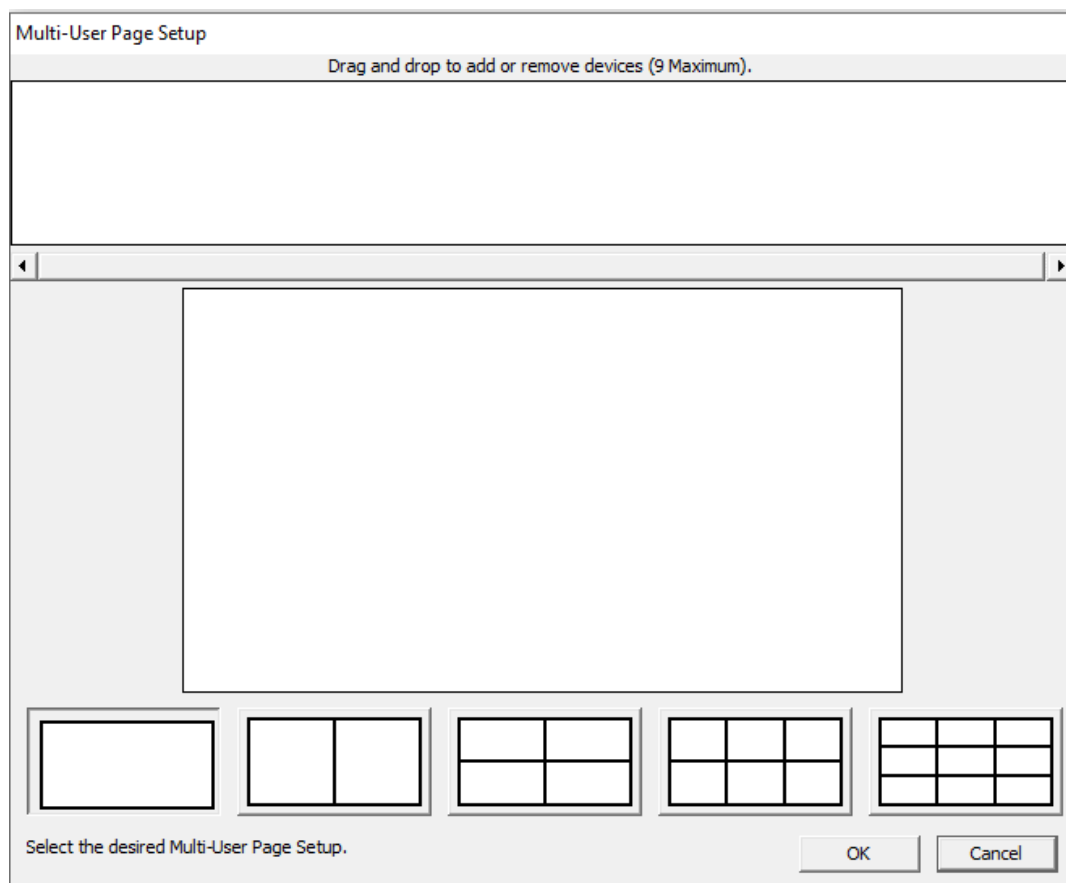 Multi-User Page Setup
Drag and drop to add or remove devices (9 Maximum).
Select the desired Multi-User Page Setup.
OK
Cancel